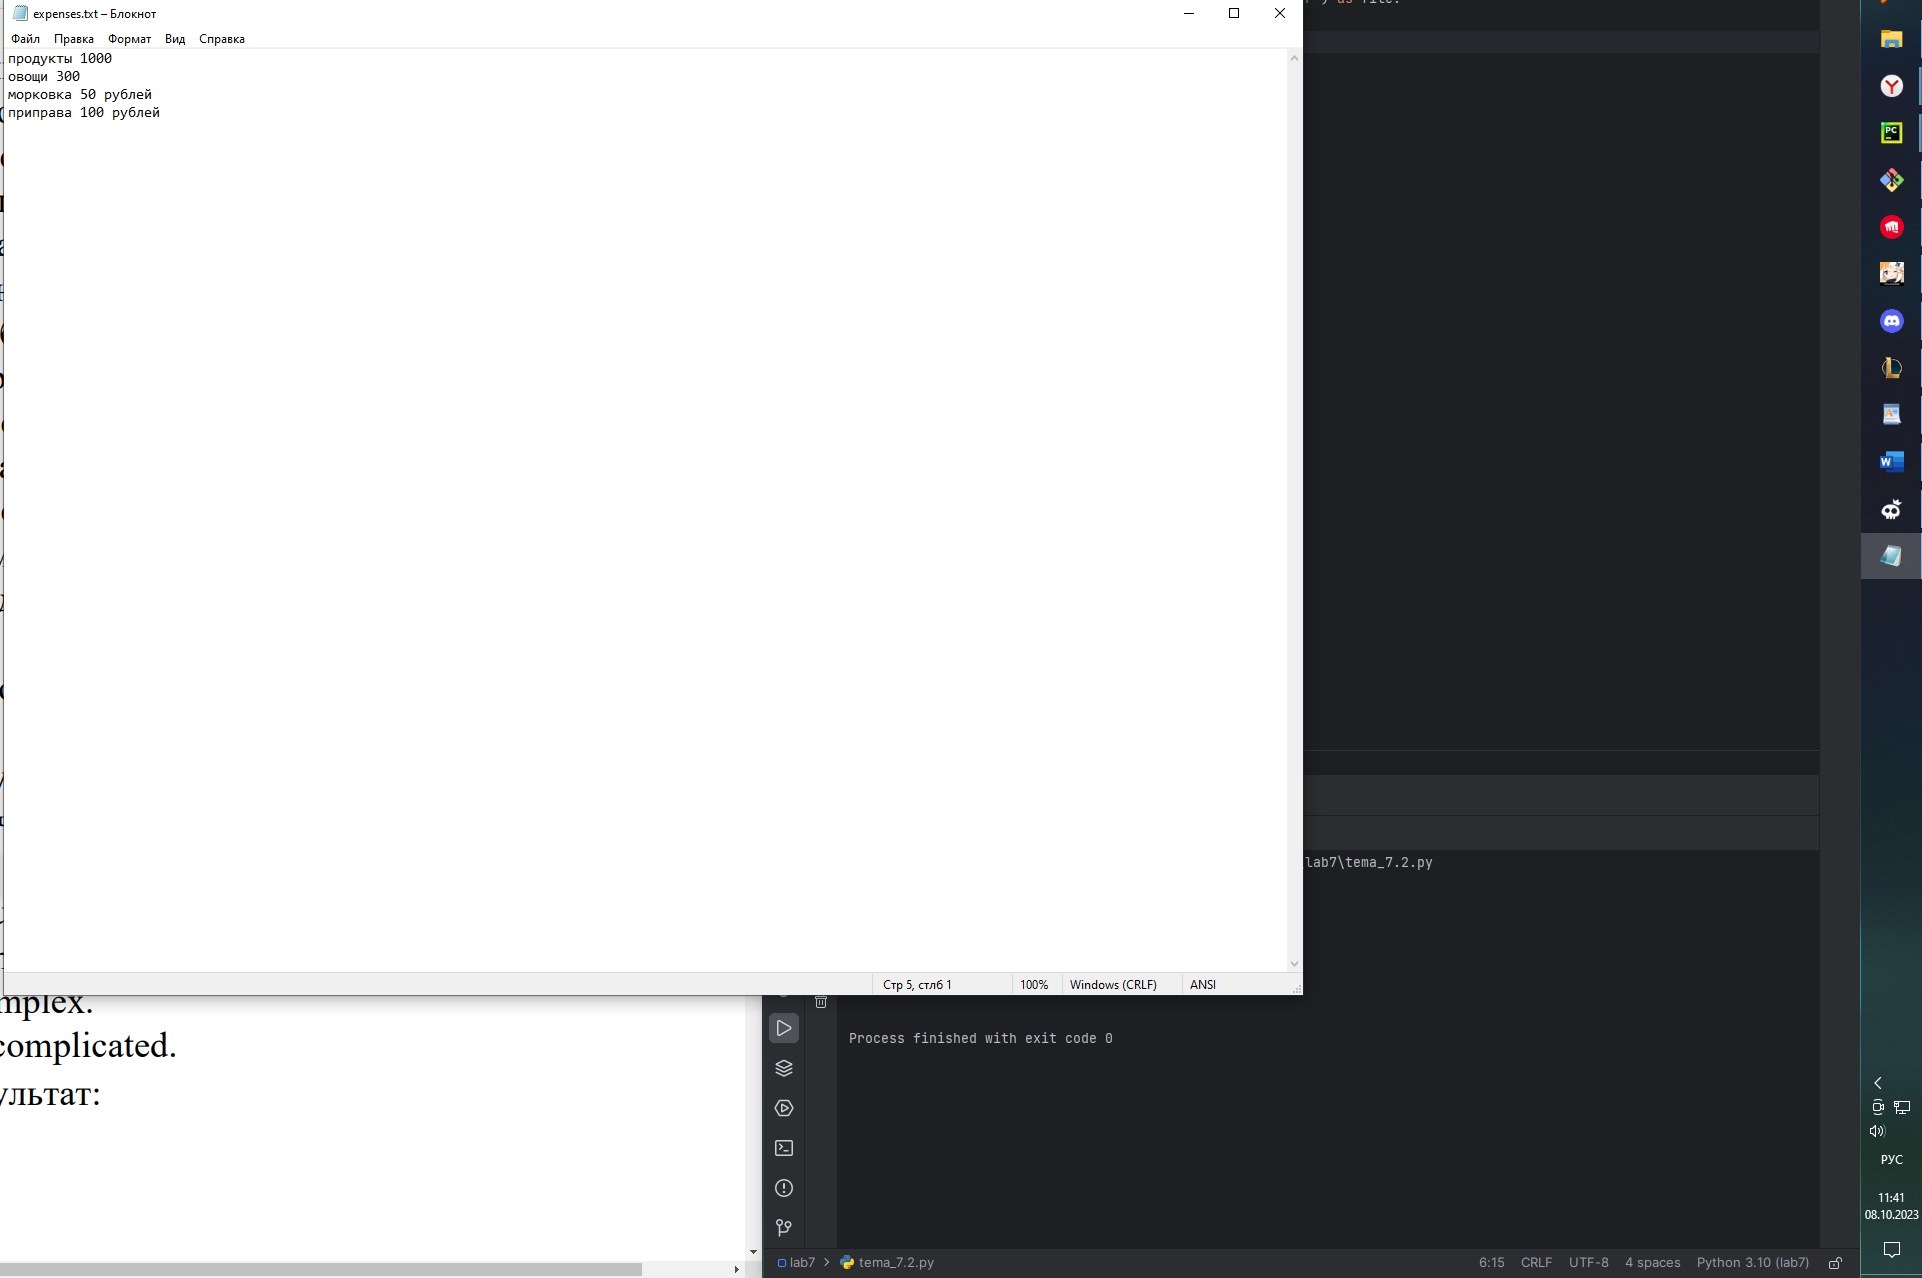 expenses.txt – Блокнот
Файл Правка Формат Вид Справка
продукты 1000
овощи 300
морковка 50 рублей
приправа 100 рублей
Стр 5, стлб 1 100% Windows (CRLF) ANSI
lab7\tema_7.2.py
Process finished with exit code 0
mplex.
complicated.
ультат:
lab7 > tema_7.2.py
6:15 CRLF UTF-8 4 spaces Python 3.10 (lab7)
РУС
11:41
08.10.2023